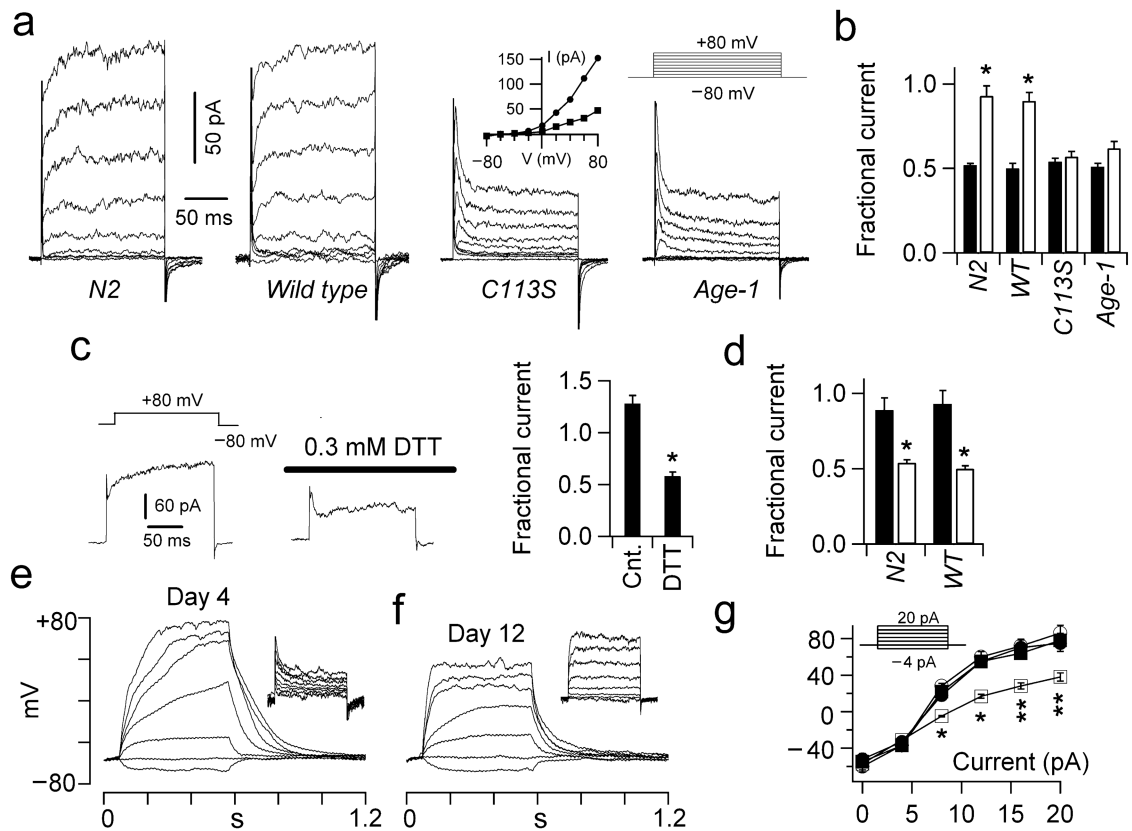 a
50 pA
50 ms
N2
Wild type
I (pA)
150
100
50
−80
V (mV)
80
C113S
+80 mV
−80 mV
Age-1
b
Fractional current
1.0
0.5
0.0
*
*
N2
WT
C113S
Age-1
c
+80 mV
−80 mV
60 pA
50 ms
0.3 mM DTT
Fractional current
1.5
1.0
0.5
0.0
*
Cnt.
DTT
d
Fractional current
1.0
0.5
0.0
*
*
N2
WT
e
Day 4
+80
mV
−80
0
s
1.2
f
Day 12
0
s
1.2
g
20 pA
−4 pA
80
40
0
−40
*
*
**
**
Current (pA)
0
5
10
15
20